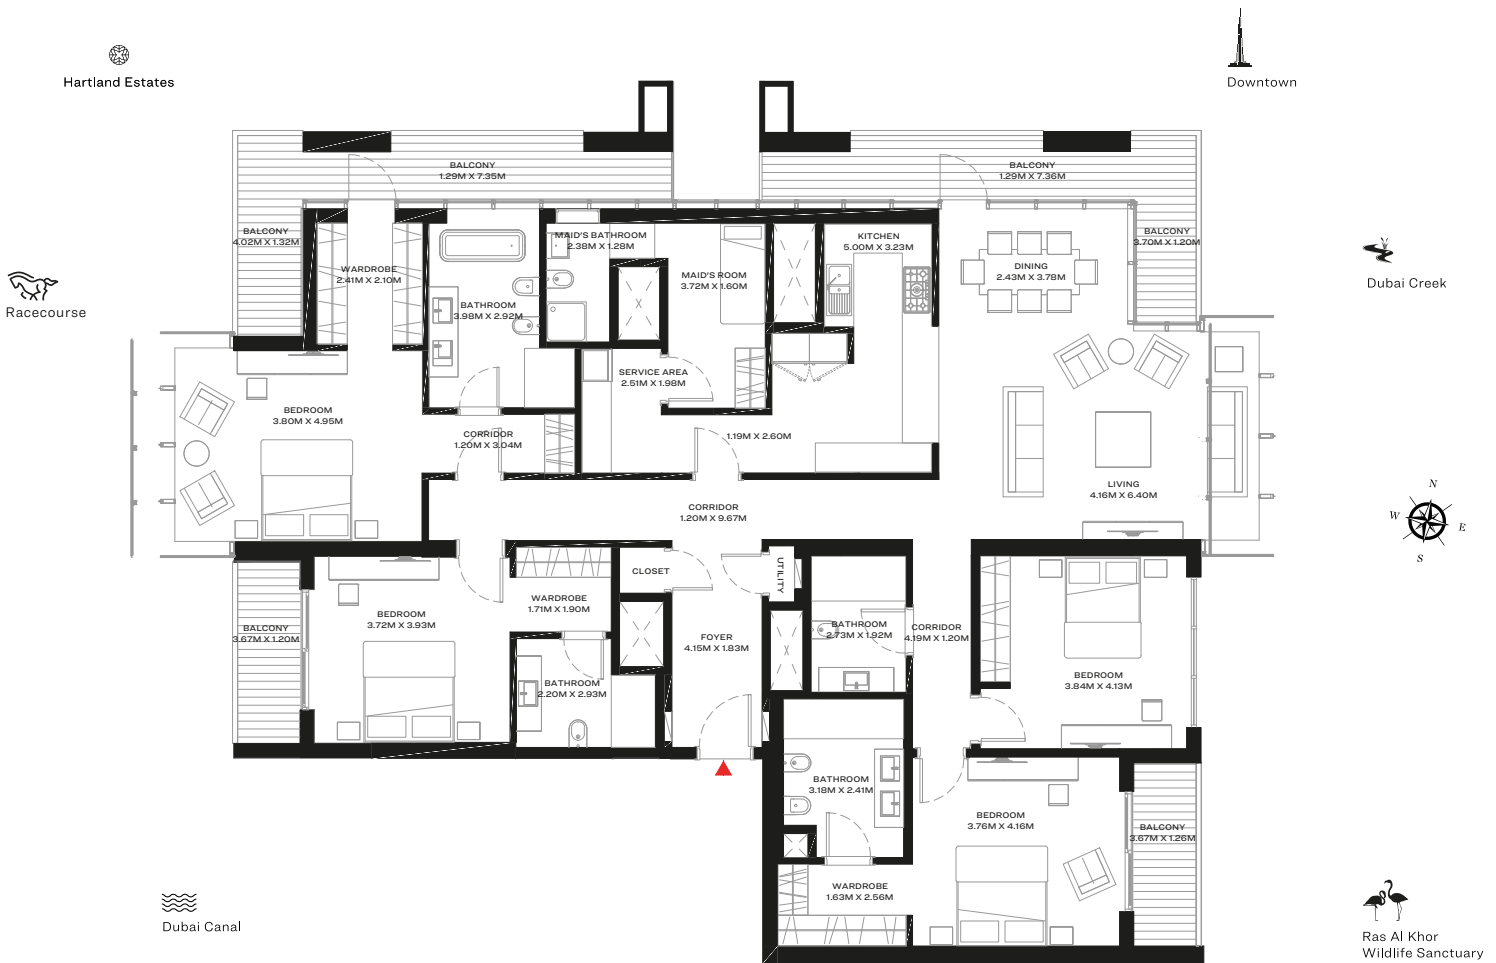 Hartland Estates
Downtown
Racecourse
Dubai Creek
BALCONY
1.29M X 7.35M
BALCONY
1.29M X 7.36M
BALCONY
4.02M X 1.32M
WARDROBE
2.41M X 2.10M
BATHROOM
3.98M X 2.92M
MAID'S BATHROOM
2.38M X 1.28M
MAID'S ROOM
3.72M X 1.60M
KITCHEN
5.00M X 3.23M
DINING
2.43M X 3.78M
BALCONY
3.70M X 1.20M
SERVICE AREA
2.51M X 1.98M
BEDROOM
3.80M X 4.95M
CORRIDOR
1.20M X 3.04M
1.19M X 2.60M
LIVING
4.16M X 6.40M
CORRIDOR
1.20M X 9.67M
N
W
E
S
CLOSET
UTILITY
WARDROBE
1.71M X 1.90M
BEDROOM
3.72M X 3.93M
BALCONY
3.67M X 1.20M
FOYER
4.15M X 1.83M
BATHROOM
2.73M X 1.92M
CORRIDOR
4.19M X 1.20M
BEDROOM
3.84M X 4.13M
BATHROOM
2.20M X 2.93M
BATHROOM
3.18M X 2.41M
BEDROOM
3.76M X 4.16M
BALCONY
3.67M X 1.26M
WARDROBE
1.63M X 2.56M
Dubai Canal
Ras Al Khor
Wildlife Sanctuary